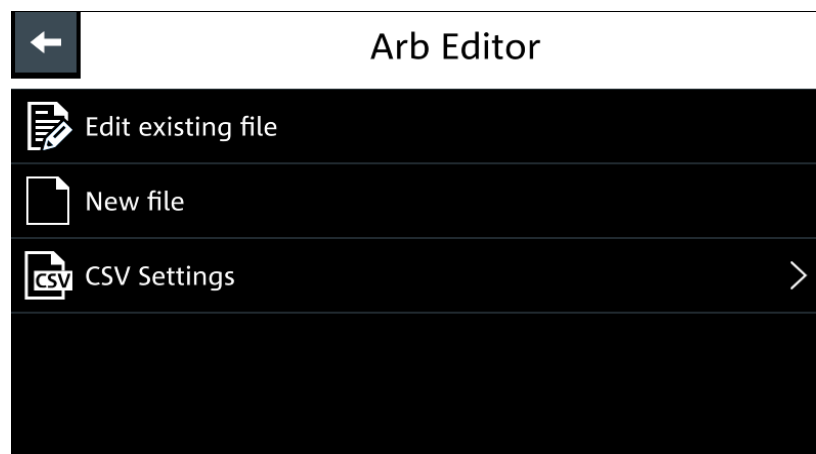 Arb Editor
Edit existing file
New file
CSV CSV Settings